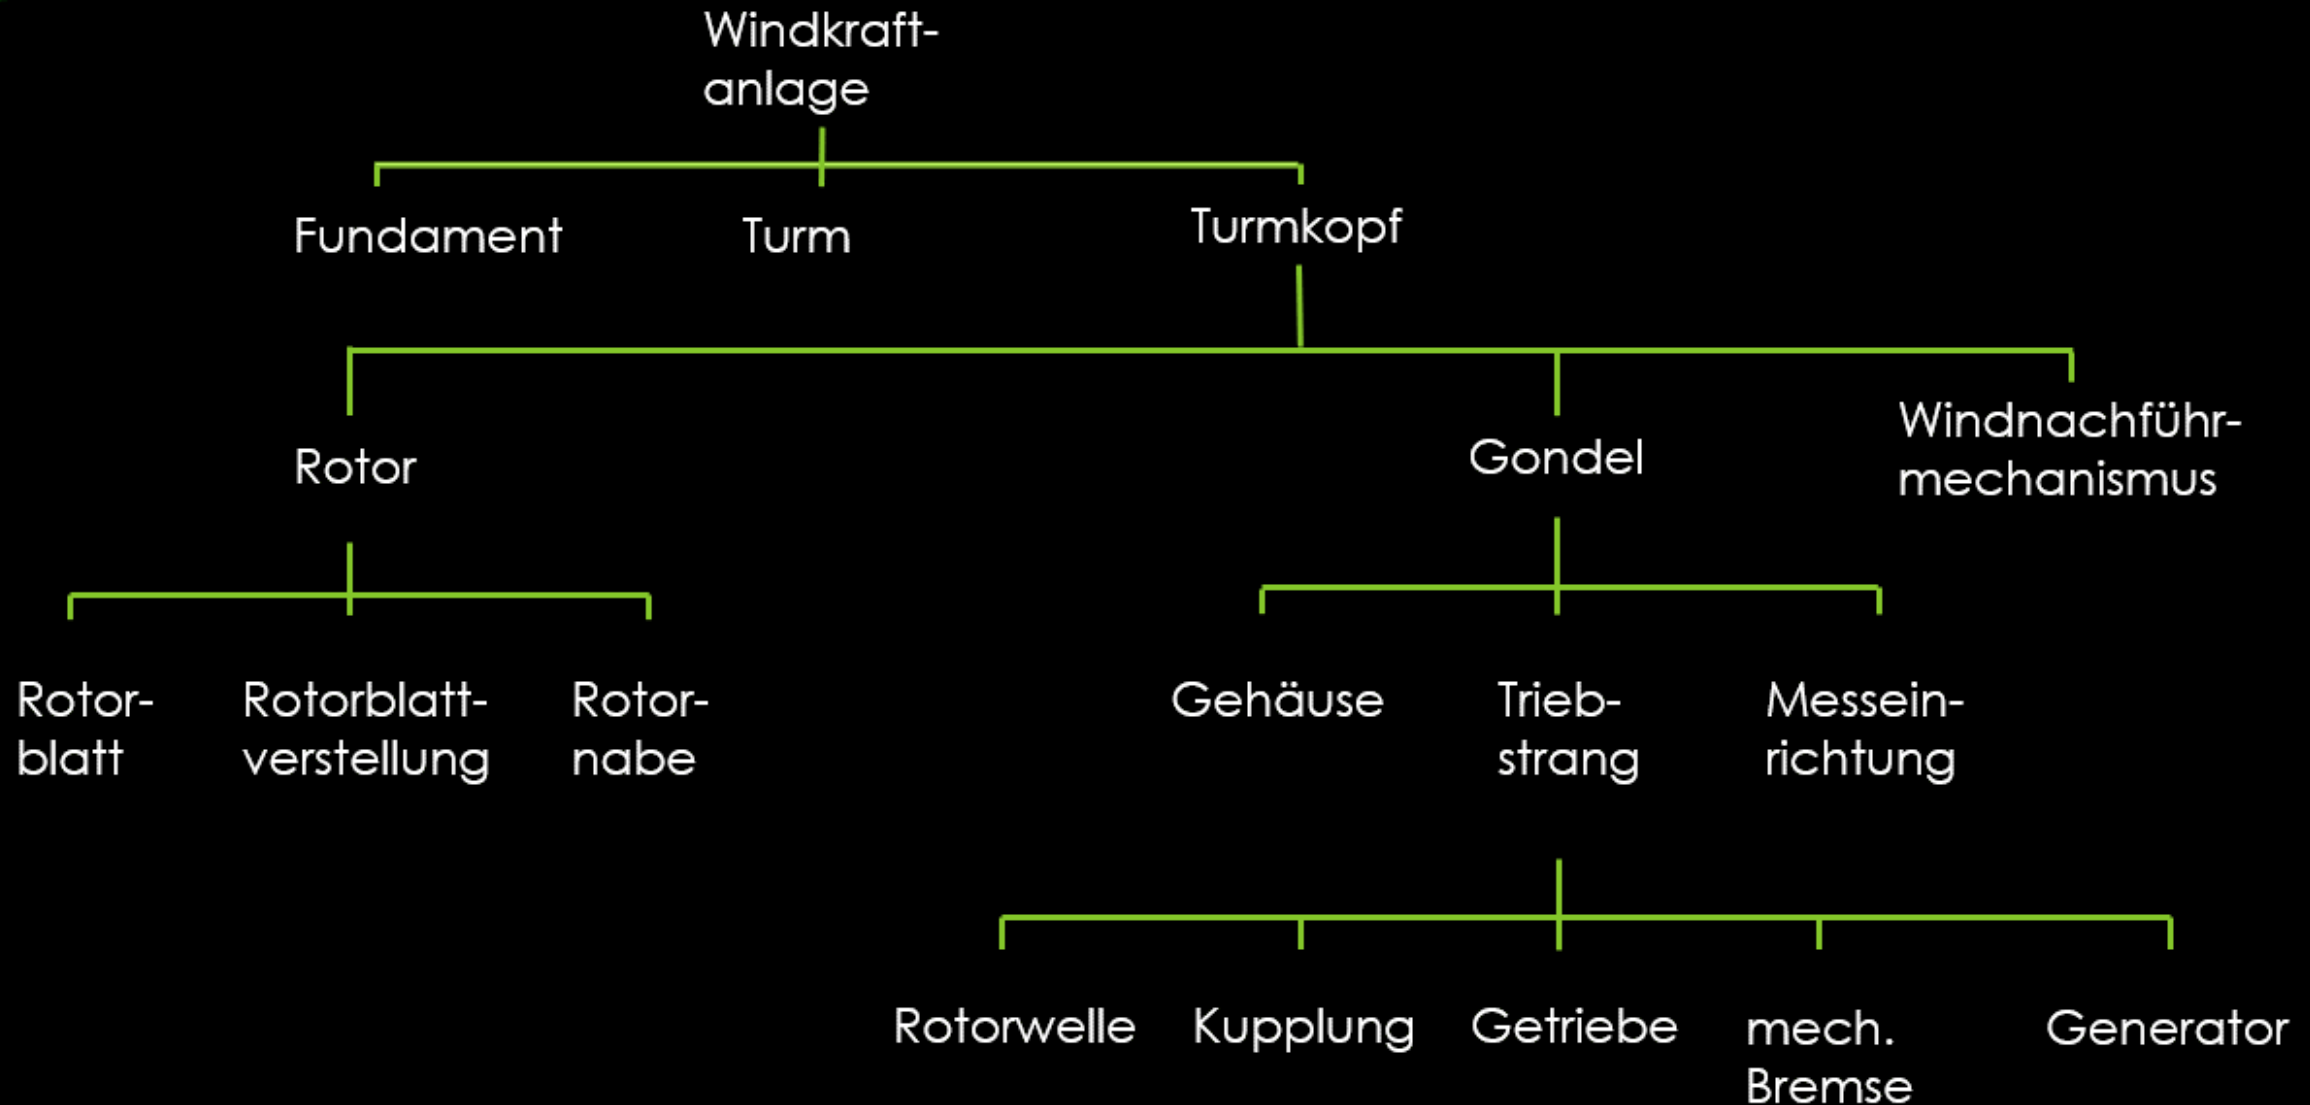 Windkraft-
anlage
Fundament
Turm
Turmkopf
Rotor
Gondel
Windnachführ-
mechanismus
Rotor-
blatt
Rotorblatt-
verstellung
Rotor-
nabe
Gehäuse
Trieb-
strang
Messein-
richtung
Rotorwelle
Kupplung
Getriebe
mech.
Bremse
Generator